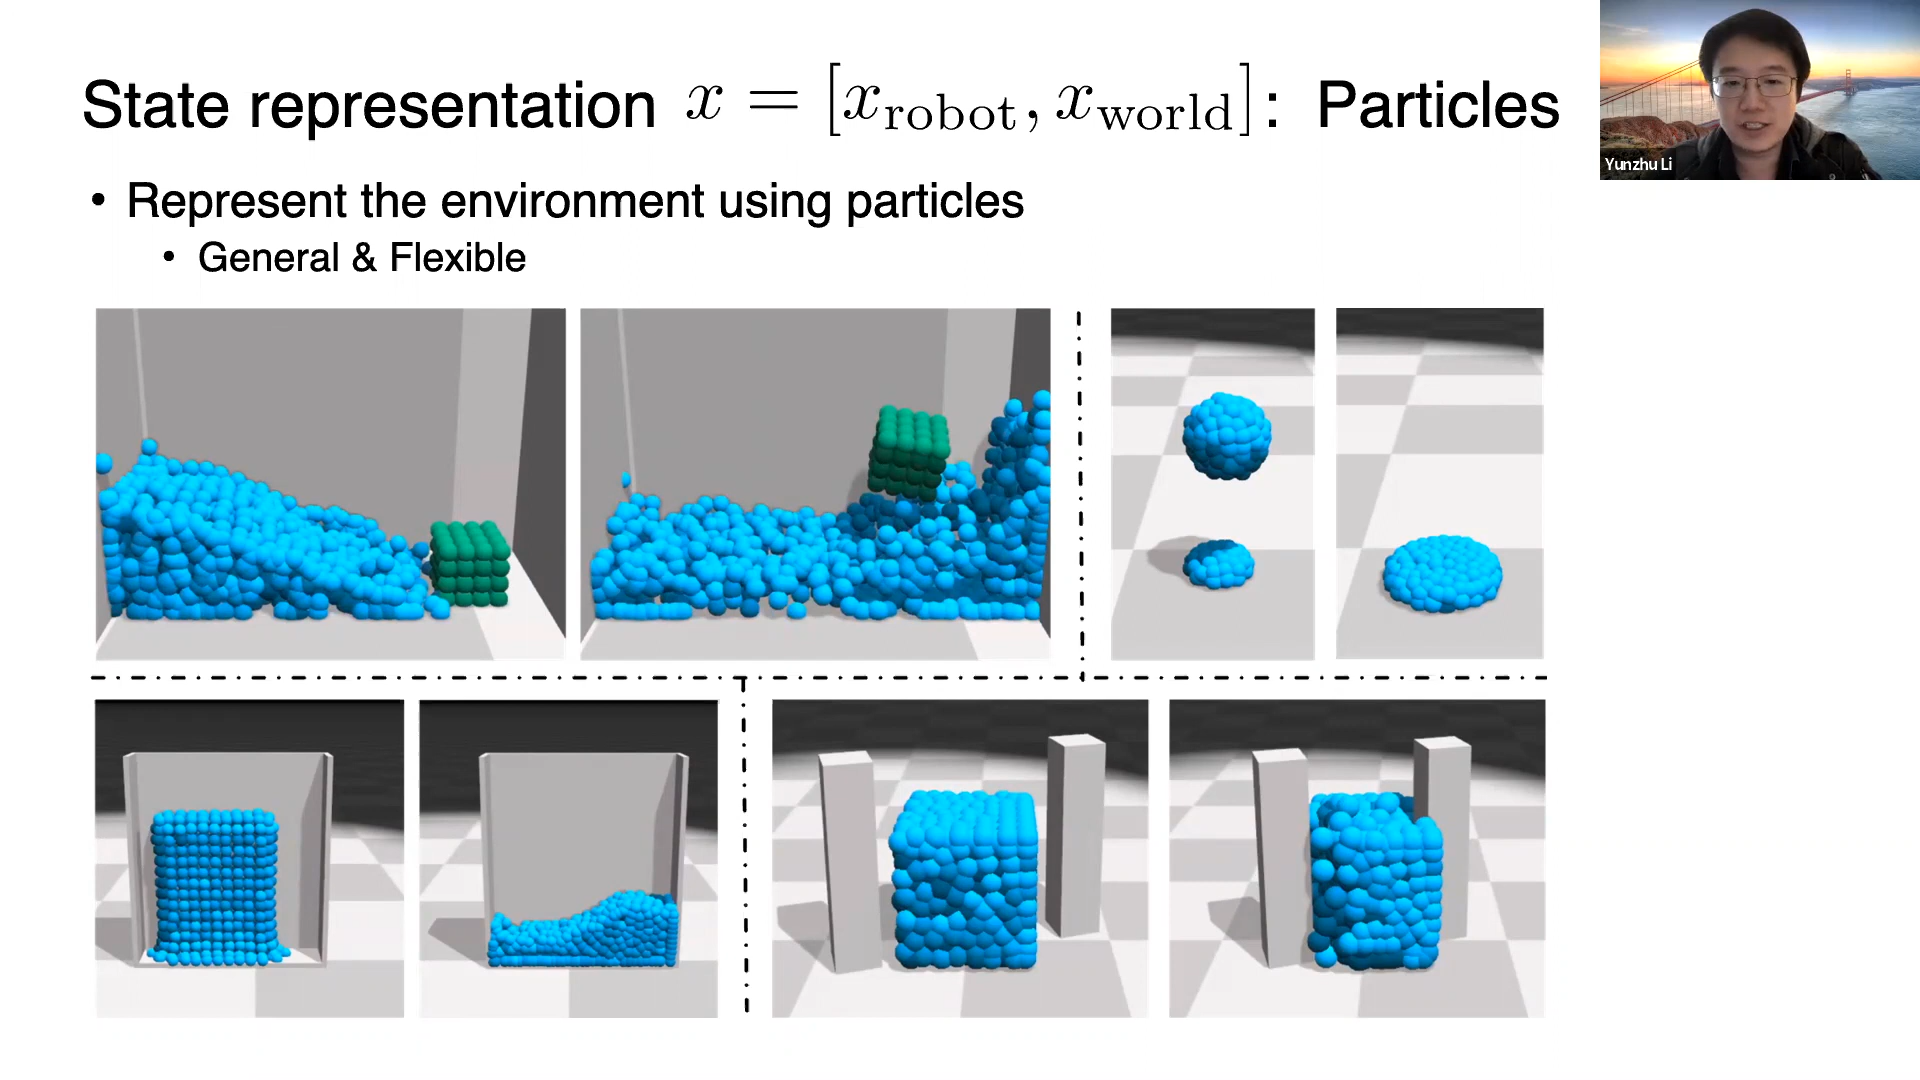 State representation x = [x_robot, x_world]: Particles
• Represent the environment using particles
• General & Flexible
Yunzhu Li